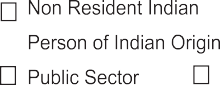 Non Resident Indian
Person of Indian Origin
Public Sector